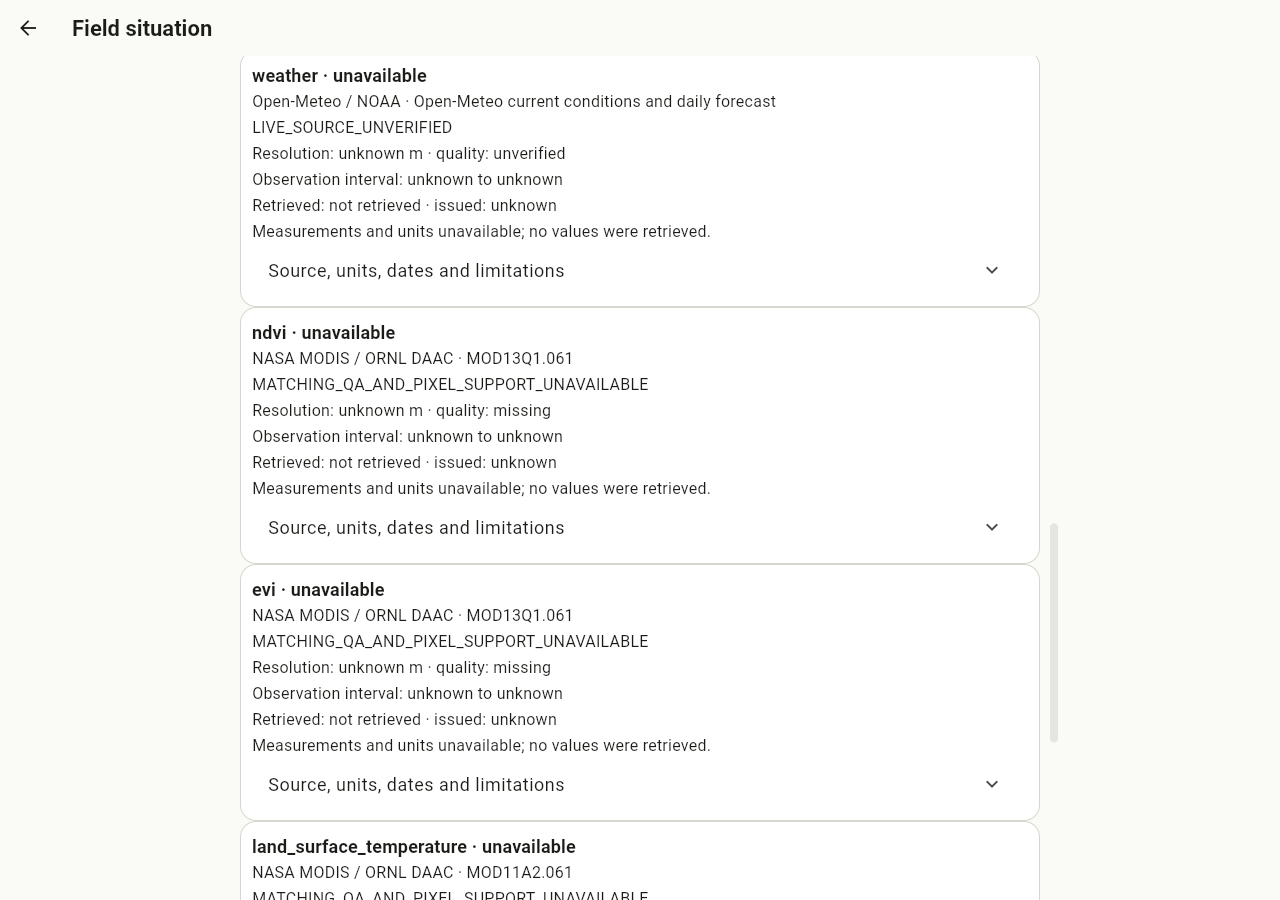 Field situation
weather · unavailable
Open-Meteo / NOAA · Open-Meteo current conditions and daily forecast
LIVE_SOURCE_UNVERIFIED
Resolution: unknown m · quality: unverified
Observation interval: unknown to unknown
Retrieved: not retrieved · issued: unknown
Measurements and units unavailable; no values were retrieved.
Source, units, dates and limitations
ndvi · unavailable
NASA MODIS / ORNL DAAC · MOD13Q1.061
MATCHING_QA_AND_PIXEL_SUPPORT_UNAVAILABLE
Resolution: unknown m · quality: missing
Observation interval: unknown to unknown
Retrieved: not retrieved · issued: unknown
Measurements and units unavailable; no values were retrieved.
Source, units, dates and limitations
evi · unavailable
NASA MODIS / ORNL DAAC · MOD13Q1.061
MATCHING_QA_AND_PIXEL_SUPPORT_UNAVAILABLE
Resolution: unknown m · quality: missing
Observation interval: unknown to unknown
Retrieved: not retrieved · issued: unknown
Measurements and units unavailable; no values were retrieved.
Source, units, dates and limitations
land_surface_temperature · unavailable
NASA MODIS / ORNL DAAC · MOD11A2.061
MATCHING_QA_AND_PIXEL_SUPPORT_UNAVAILABLE